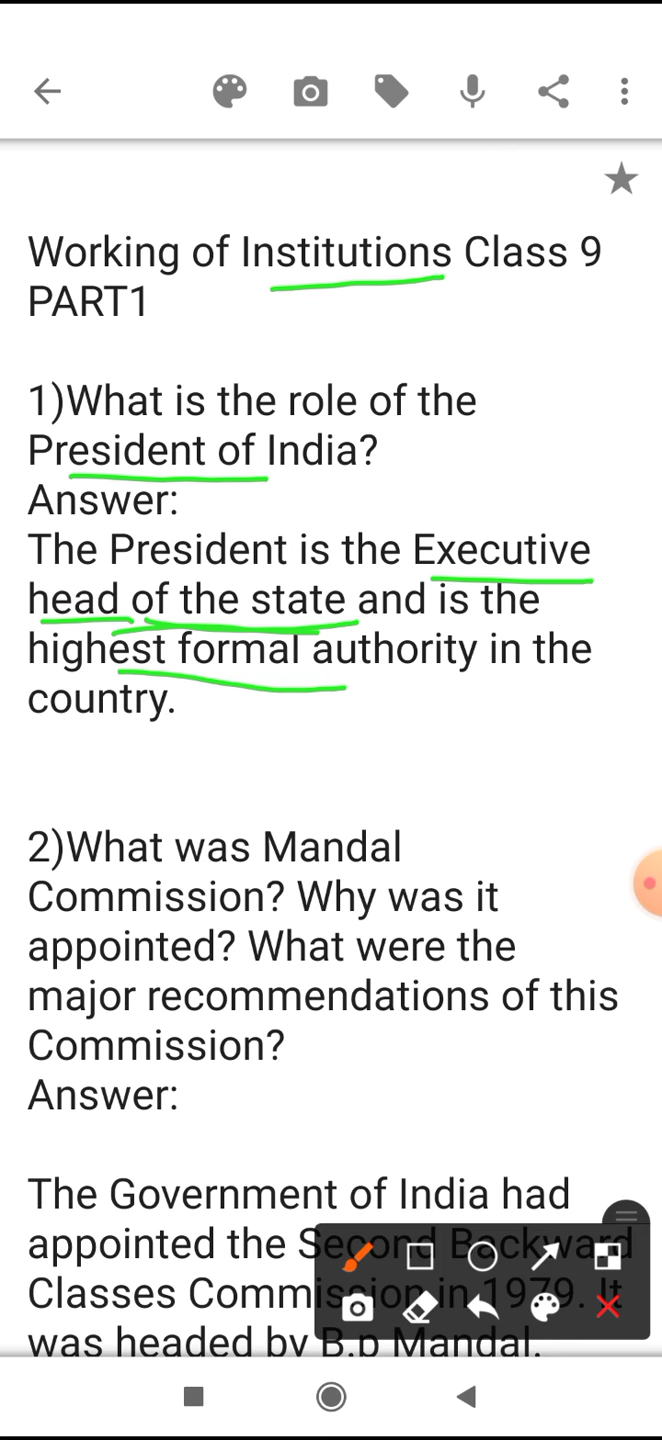 Working of Institutions Class 9
PART1
1)What is the role of the
President of India?
Answer:
The President is the Executive
head of the state and is the
highest formal authority in the
country.
2)What was Mandal
Commission? Why was it
appointed? What were the
major recommendations of this
Commission?
Answer:
The Government of India had
appointed the Second Backward
Classes Commission in 1979. It
was headed by B.p Mandal.